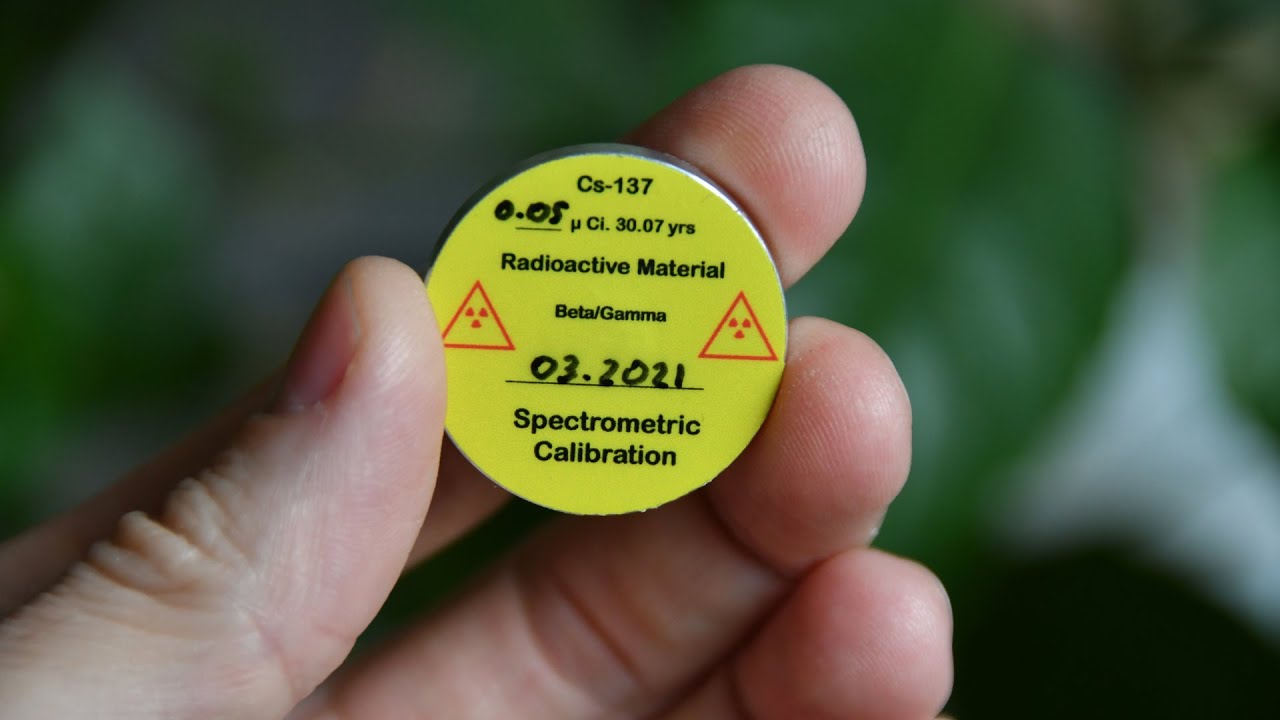 Cs-137
0.05 μ Ci. 30.07 yrs
Radioactive Material
Beta/Gamma
03.2021
Spectrometric
Calibration